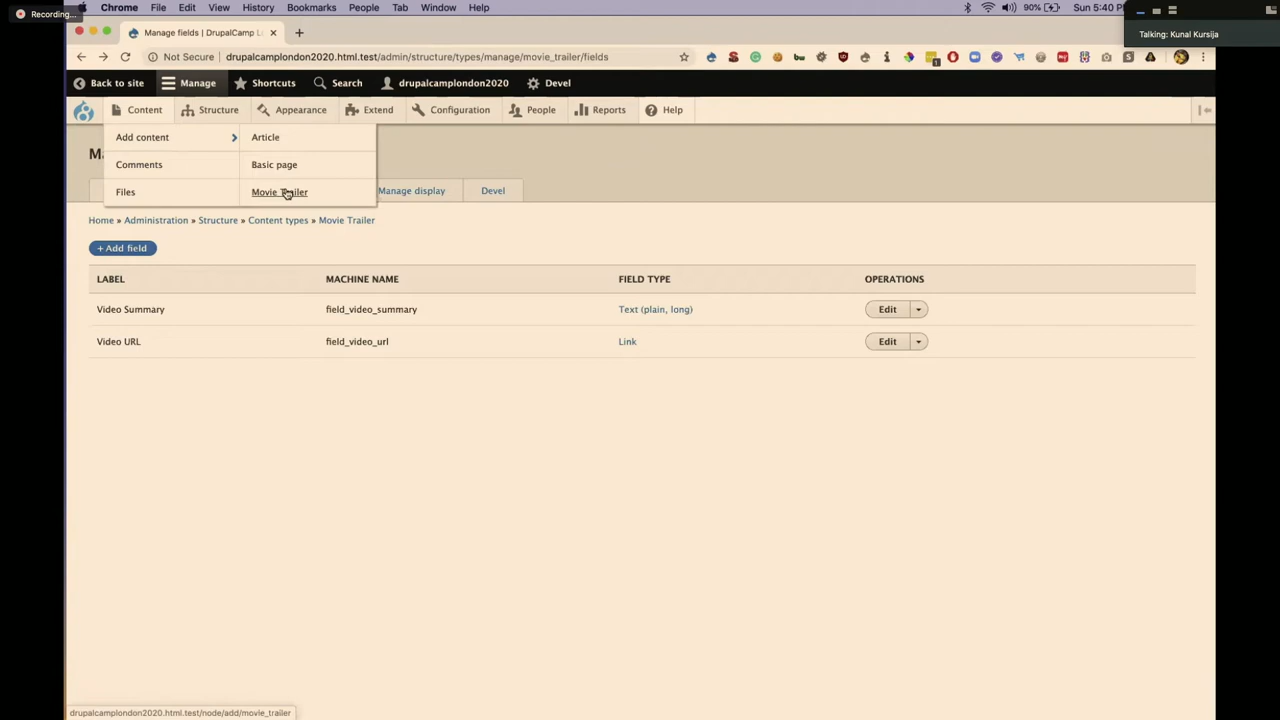 Recording...
Chrome File Edit View History Bookmarks People Tab Window Help
90% Sun 5:40 PM
Talking: Kunal Kursija
Manage fields | DrupalCamp Lo
Not Secure drupalcamplondon2020.html.test/admin/structure/types/manage/movie_trailer/fields
Back to site Manage Shortcuts Search drupalcamplondon2020 Devel
Content Structure Appearance Extend Configuration People Reports Help
Add content Article
Comments Basic page
Files Movie Trailer
Manage display Devel
Home » Administration » Structure » Content types » Movie Trailer
+ Add field
LABEL MACHINE NAME FIELD TYPE OPERATIONS
Video Summary field_video_summary Text (plain, long) Edit
Video URL field_video_url Link Edit
drupalcamplondon2020.html.test/node/add/movie_trailer